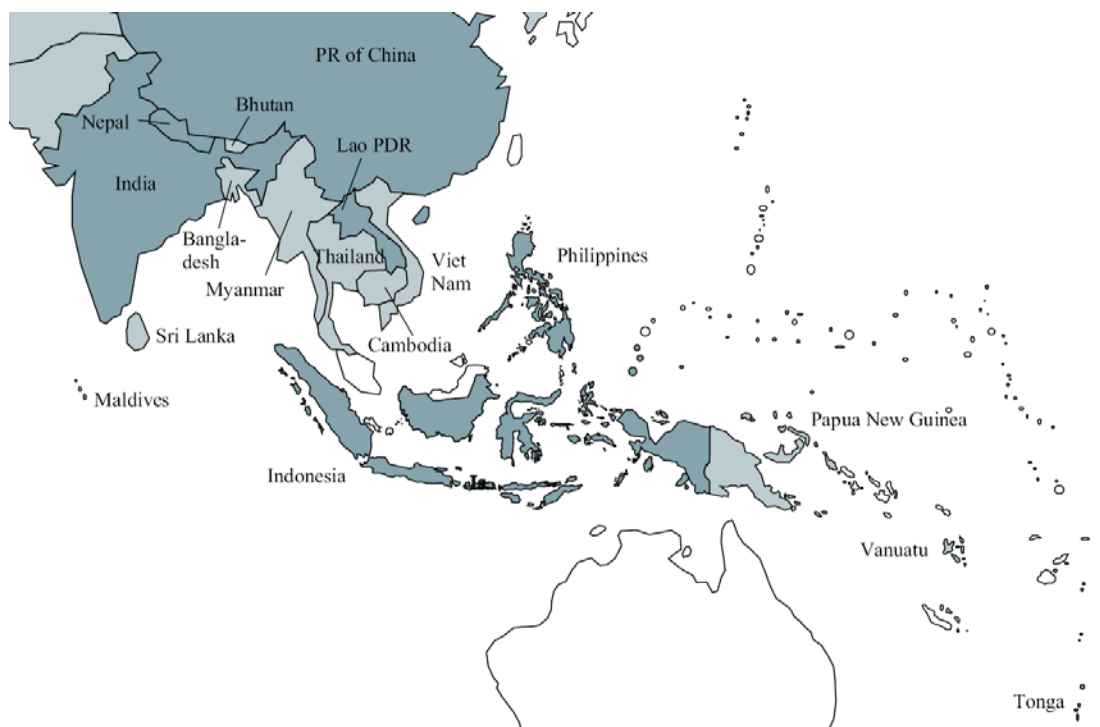 PR of China
Bhutan
Nepal
Lao PDR
India
Bangla-
desh
Thailand
Viet
Nam
Philippines
Myanmar
Sri Lanka
Cambodia
Maldives
Papua New Guinea
Indonesia
Vanuatu
Tonga